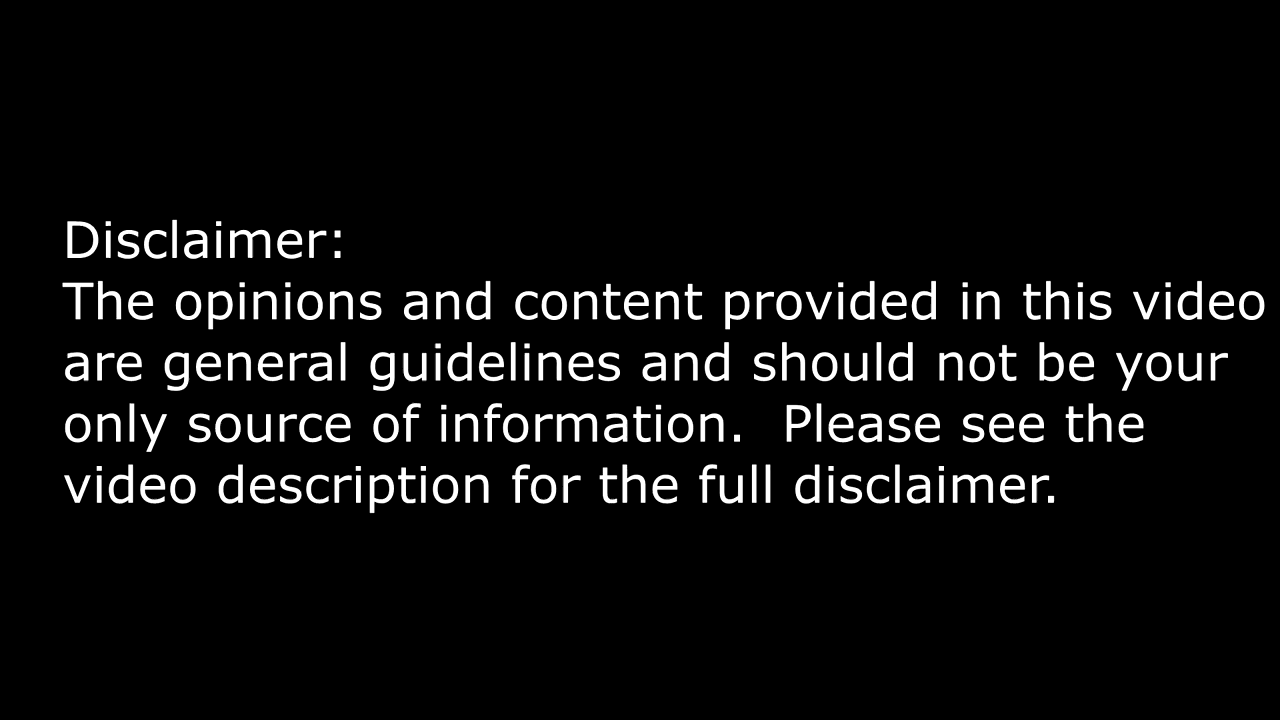 Disclaimer:
The opinions and content provided in this video
are general guidelines and should not be your
only source of information.  Please see the
video description for the full disclaimer.